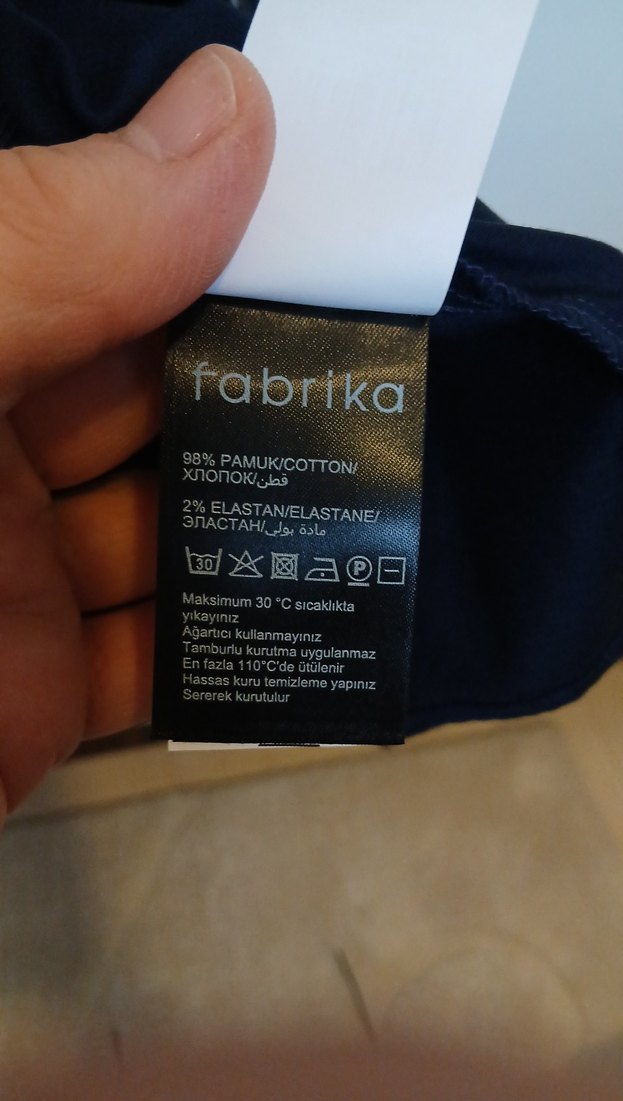 fabrika
98% PAMUK/COTTON/
ХЛОПОК/قطن
2% ELASTAN/ELASTANE/
ЭЛАСТАН/مادة بولي
30
P
Maksimum 30 °C sıcaklıkta
yıkayınız
Ağartıcı kullanmayınız
Tamburlu kurutma uygulanmaz
En fazla 110°C'de ütülenir
Hassas kuru temizleme yapınız
Sererek kurutulur